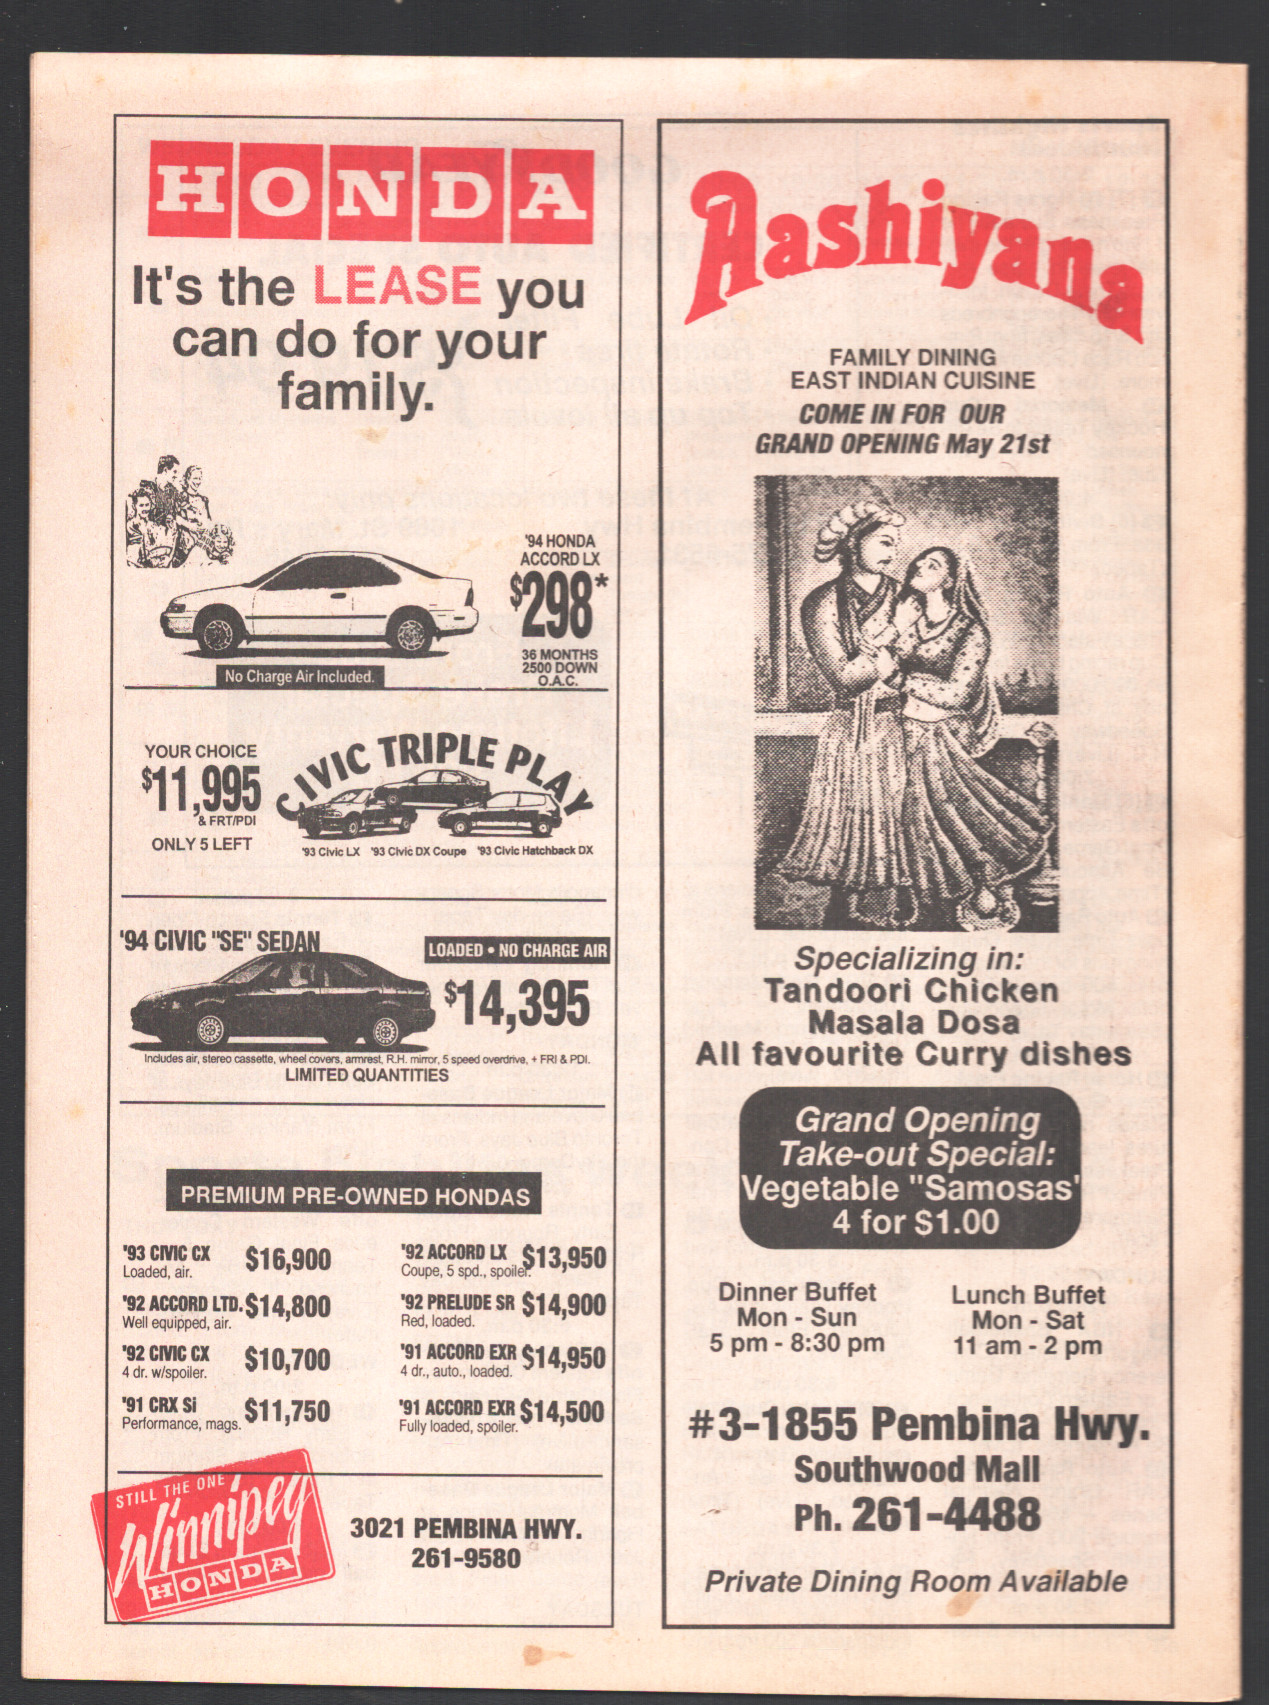 HONDA
It's the LEASE you
can do for your
family.
'94 HONDA
ACCORD LX
$298*
36 MONTHS
2500 DOWN
O.A.C.
No Charge Air Included.
YOUR CHOICE
$11,995
& FRT/PDI
ONLY 5 LEFT
CIVIC TRIPLE PLAY
'93 Civic LX '93 Civic DX Coupe '93 Civic Hatchback DX
'94 CIVIC "SE" SEDAN
LOADED • NO CHARGE AIR
$14,395
Includes air, stereo cassette, wheel covers, armrest, R.H. mirror, 5 speed overdrive, + FRI & PDI.
LIMITED QUANTITIES
PREMIUM PRE-OWNED HONDAS
'93 CIVIC CX $16,900
Loaded, air.
'92 ACCORD LTD. $14,800
Well equipped, air.
'92 CIVIC CX $10,700
4 dr. w/spoiler.
'91 CRX Si $11,750
Performance, mags.
'92 ACCORD LX $13,950
Coupe, 5 spd., spoiler.
'92 PRELUDE SR $14,900
Red, loaded.
'91 ACCORD EXR $14,950
4 dr., auto., loaded.
'91 ACCORD EXR $14,500
Fully loaded, spoiler.
STILL THE ONE
Winnipeg
HONDA
3021 PEMBINA HWY.
261-9580
Aashiyana
FAMILY DINING
EAST INDIAN CUISINE
COME IN FOR OUR
GRAND OPENING May 21st
Specializing in:
Tandoori Chicken
Masala Dosa
All favourite Curry dishes
Grand Opening
Take-out Special:
Vegetable "Samosas'
4 for $1.00
Dinner Buffet
Mon - Sun
5 pm - 8:30 pm
Lunch Buffet
Mon - Sat
11 am - 2 pm
#3-1855 Pembina Hwy.
Southwood Mall
Ph. 261-4488
Private Dining Room Available